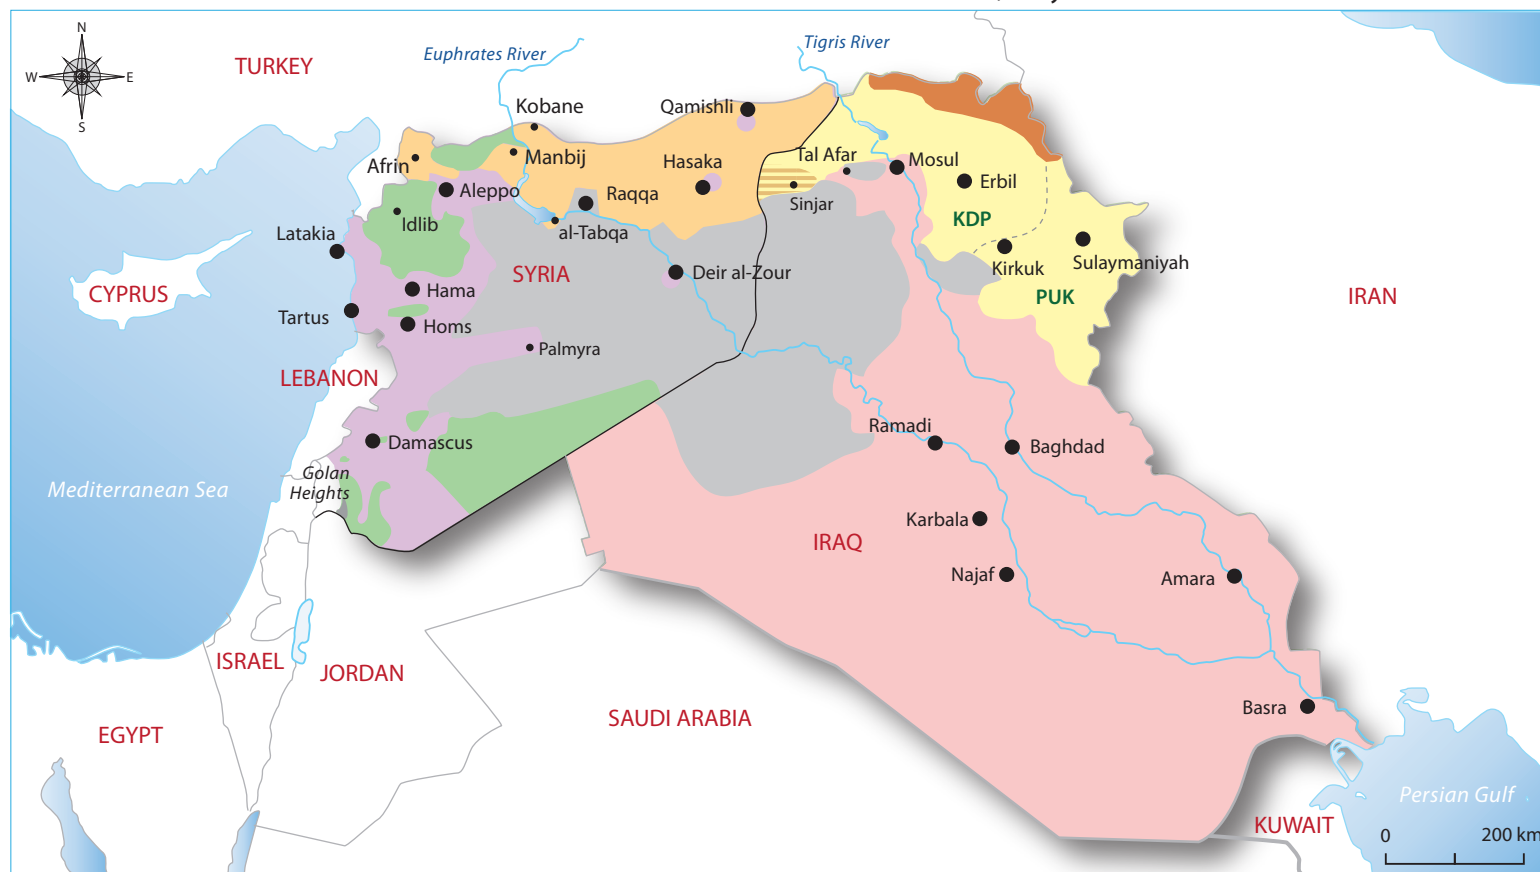 N
W
E
S
TURKEY
Euphrates River
Tigris River
Kobane
Qamishli
Afrin
Manbij
Hasaka
Tal Afar
Mosul
Aleppo
Raqqa
Erbil
Sinjar
Idlib
al-Tabqa
KDP
Latakia
SYRIA
Deir al-Zour
Kirkuk
Sulaymaniyah
CYPRUS
Hama
PUK
IRAN
Tartus
Homs
Palmyra
LEBANON
Ramadi
Damascus
Baghdad
Golan
Heights
Mediterranean Sea
Karbala
IRAQ
Najaf
Amara
ISRAEL
JORDAN
Basra
SAUDI ARABIA
EGYPT
Persian Gulf
KUWAIT
0
200 km